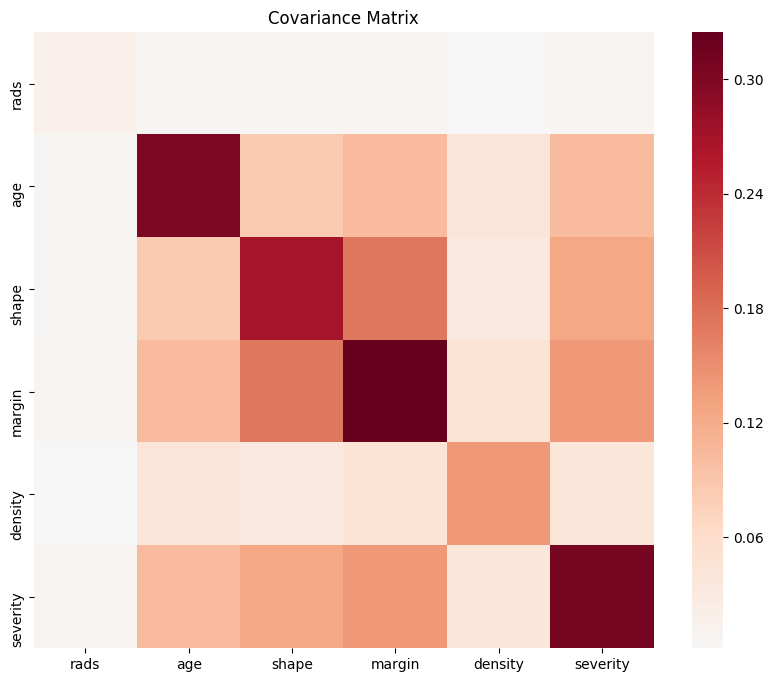 Covariance Matrix
rads
age
shape
margin
density
severity
rads age shape margin density severity
0.30
0.24
0.18
0.12
0.06